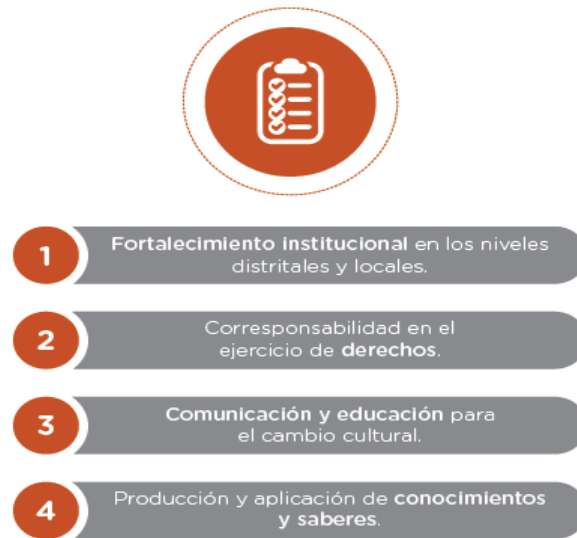 1
Fortalecimiento institucional en los niveles
distritales y locales.
2
Corresponsabilidad en el
ejercicio de derechos.
3
Comunicación y educación para
el cambio cultural.
4
Producción y aplicación de conocimientos
y saberes.